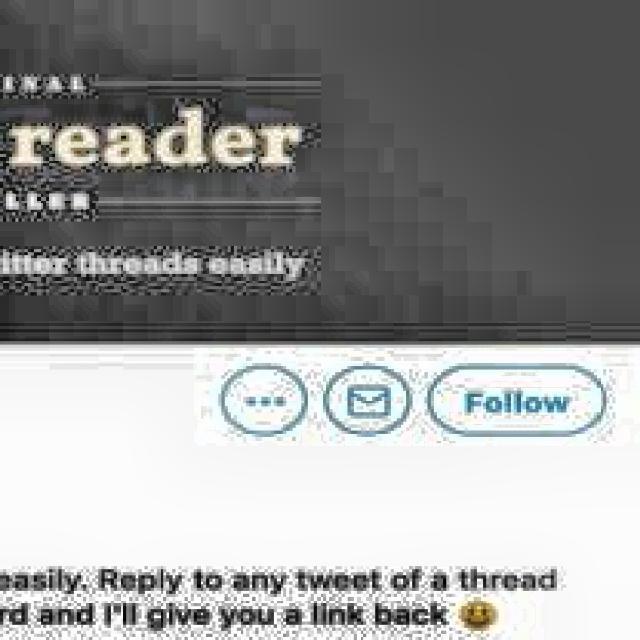 INAL
reader
LLER
itter threads easily
Follow
easily. Reply to any tweet of a thread
rd and I'll give you a link back 😃